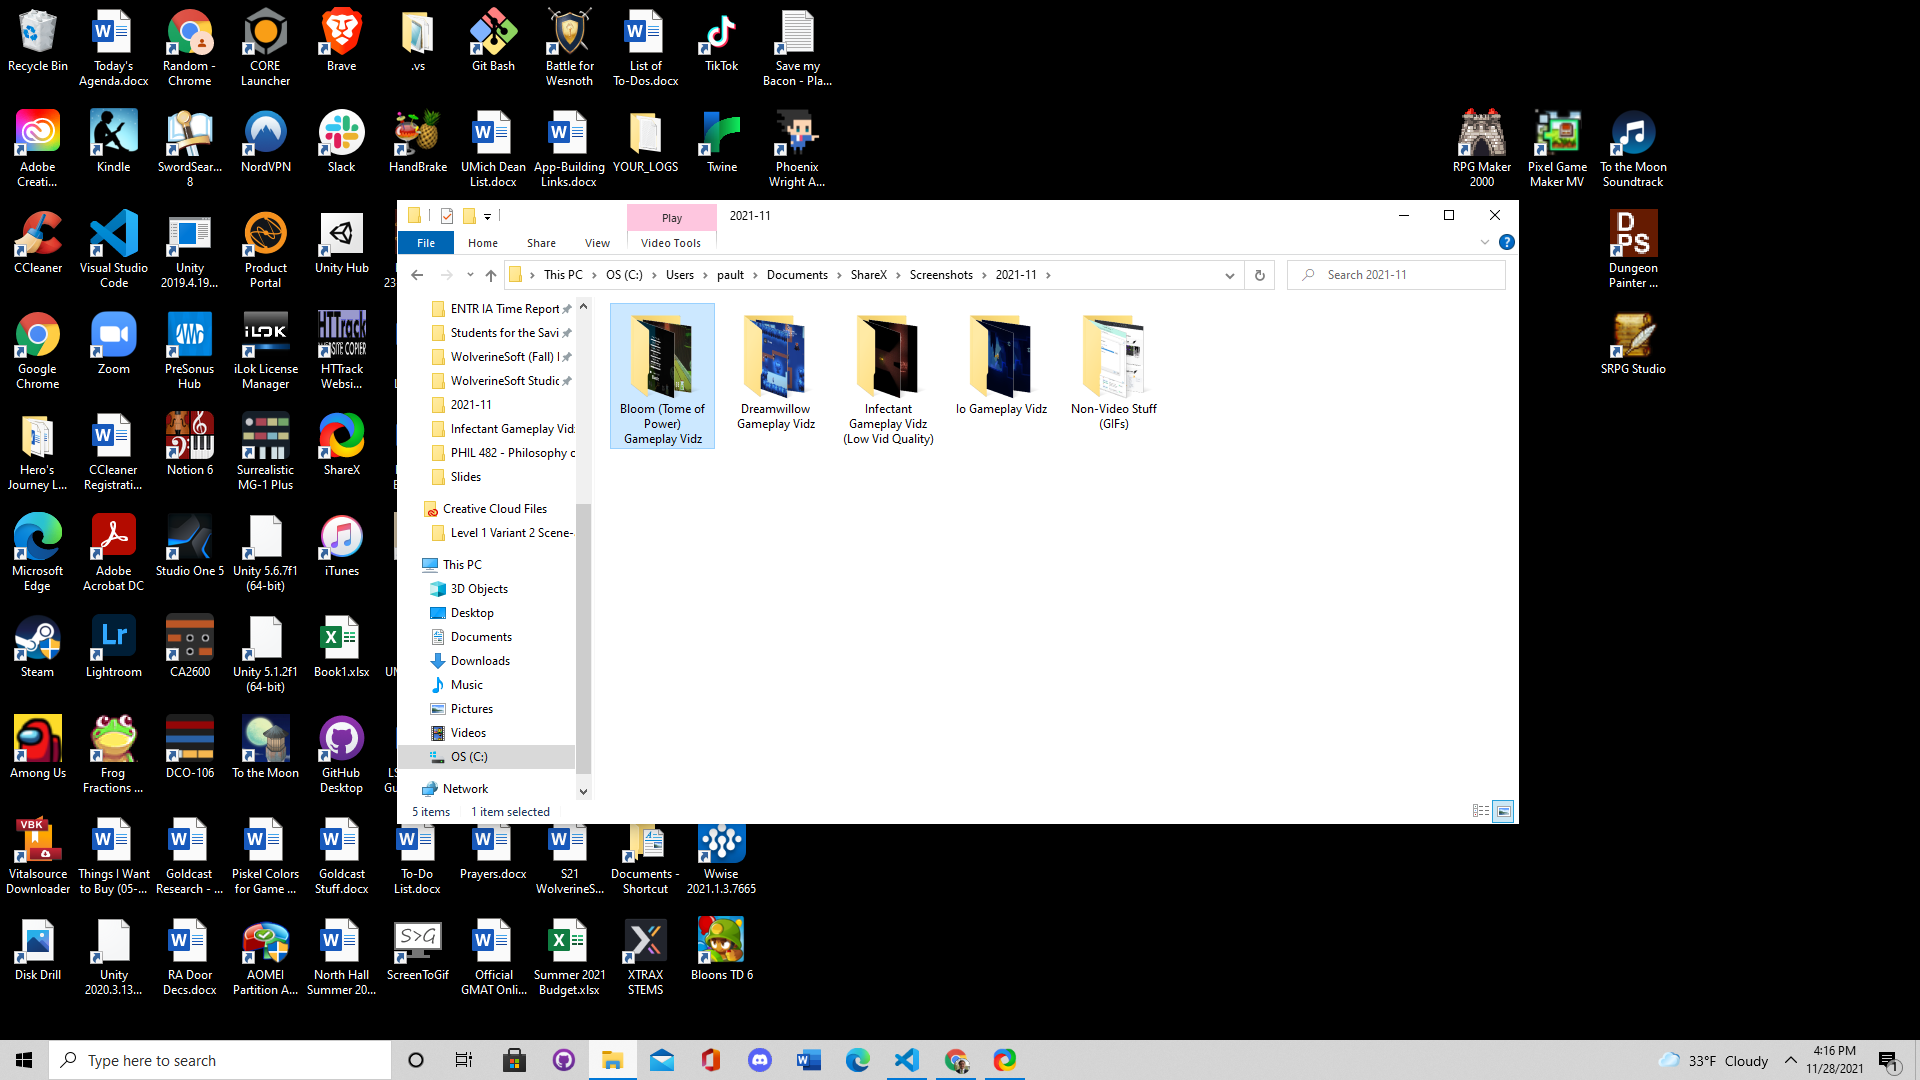 Recycle Bin
Today's
Agenda.docx
Random -
Chrome
CORE
Launcher
Brave
.vs
Git Bash
Battle for
Wesnoth
List of
To-Dos.docx
TikTok
Save my
Bacon - Pla...
Adobe
Creati...
Kindle
SwordSear...
8
NordVPN
Slack
HandBrake
UMich Dean
List.docx
App-Building
Links.docx
YOUR_LOGS
Twine
Phoenix
Wright A...
RPG Maker
2000
Pixel Game
Maker MV
To the Moon
Soundtrack
CCleaner
Visual Studio
Code
Unity
2019.4.19...
Product
Portal
Unity Hub
23
DPS
Dungeon
Painter ...
Google
Chrome
Zoom
PreSonus
Hub
iLOK
iLok License
Manager
HTTrack
WEBSITE COPIER
HTTrack
Websi...
SRPG Studio
Hero's
Journey L...
CCleaner
Registrati...
Notion 6
Surrealistic
MG-1 Plus
ShareX
Microsoft
Edge
Adobe
Acrobat DC
Studio One 5
Unity 5.6.7f1
(64-bit)
iTunes
Steam
Lr
Lightroom
CA2600
Unity 5.1.2f1
(64-bit)
Book1.xlsx
Among Us
Frog
Fractions ...
DCO-106
To the Moon
GitHub
Desktop
VBK
Vitalsource
Downloader
Things I Want
to Buy (05-...
Goldcast
Research - ...
Piskel Colors
for Game ...
Goldcast
Stuff.docx
To-Do
List.docx
Prayers.docx
S21
WolverineS...
Documents -
Shortcut
Wwise
2021.1.3.7665
Disk Drill
Unity
2020.3.13...
RA Door
Decs.docx
AOMEI
Partition A...
North Hall
Summer 20...
S>G
ScreenToGif
Official
GMAT Onli...
Summer 2021
Budget.xlsx
XTRAX
STEMS
Bloons TD 6
Play
2021-11
File
Home
Share
View
Video Tools
This PC
OS (C:)
Users
pault
Documents
ShareX
Screenshots
2021-11
Search 2021-11
ENTR IA Time Report
Students for the Savi
WolverineSoft (Fall)
WolverineSoft Studio
2021-11
Infectant Gameplay Vid
PHIL 482 - Philosophy
Slides
Creative Cloud Files
Level 1 Variant 2 Scene-
This PC
3D Objects
Desktop
Documents
Downloads
Music
Pictures
Videos
OS (C:)
Network
Bloom (Tome of
Power)
Gameplay Vidz
Dreamwillow
Gameplay Vidz
Infectant
Gameplay Vidz
(Low Vid Quality)
Io Gameplay Vidz
Non-Video Stuff
(GIFs)
5 items
1 item selected
Type here to search
33°F Cloudy
4:16 PM
11/28/2021
1